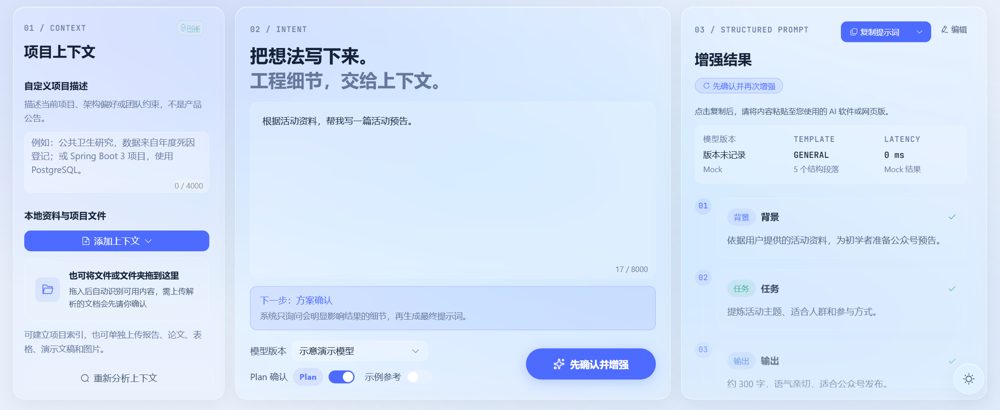 01 / CONTEXT
已分析
项目上下文
自定义项目描述
描述当前项目、架构偏好或团队约束，不是产品
公告。
例如：公共卫生研究，数据来自年度死因
登记；或 Spring Boot 3 项目，使用
PostgreSQL。
0 / 4000
本地资料与项目文件
添加上下文
也可将文件或文件夹拖到这里
拖入后自动识别可用内容，需上传解
析的文档会先请你确认
可建立项目索引，也可单独上传报告、论文、表
格、演示文稿和图片。
重新分析上下文
02 / INTENT
把想法写下来。
工程细节，交给上下文。
根据活动资料，帮我写一篇活动预告。
17 / 8000
下一步：方案确认
系统只询问会明显影响结果的细节，再生成最终提示词。
模型版本
示意演示模型
Plan 确认
Plan
示例参考
先确认并增强
03 / STRUCTURED PROMPT
复制提示词
编辑
增强结果
先确认并再次增强
点击复制后，请将内容粘贴至您使用的 AI 软件或网页版。
模型版本
版本未记录
Mock
TEMPLATE
GENERAL
5 个结构段落
LATENCY
0 ms
Mock 结果
01
背景
背景
依据用户提供的活动资料，为初学者准备公众号预告。
02
任务
任务
提炼活动主题、适合人群和参与方式。
03
输出
输出
约 300 字，语气亲切，适合公众号发布。